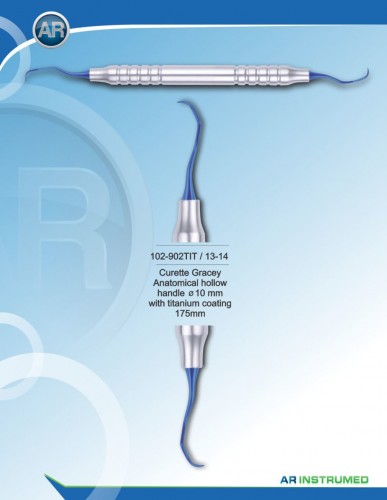 AR
R
102-902TIT / 13-14
Curette Gracey
Anatomical hollow
handle ø 10 mm
with titanium coating
175mm
AR INSTRUMED